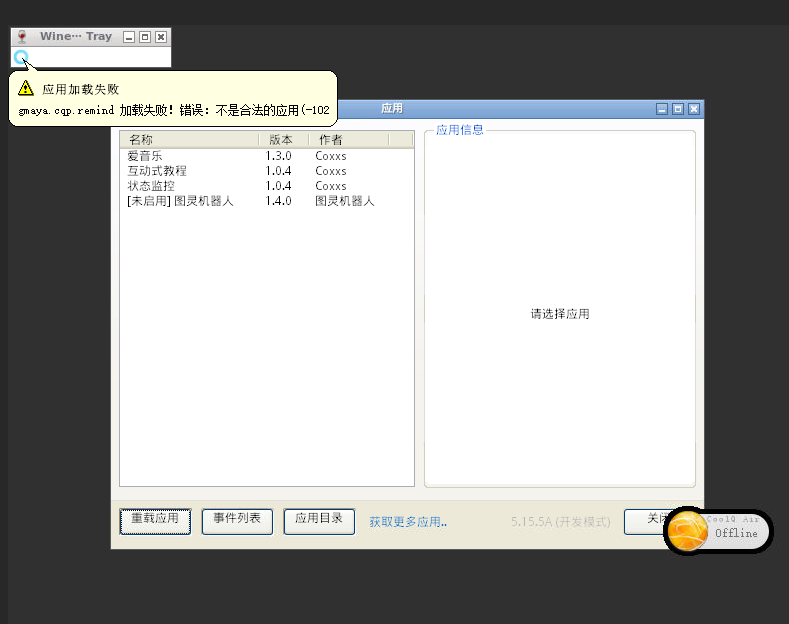 Wine··· Tray
应用加载失败
gmaya.cqp.remind 加载失败！错误：不是合法的应用(-102
应用
名称 版本 作者
爱音乐 1.3.0 Coxxs
互动式教程 1.0.4 Coxxs
状态监控 1.0.4 Coxxs
[未启用] 图灵机器人 1.4.0 图灵机器人
应用信息
请选择应用
重载应用 事件列表 应用目录 获取更多应用.. 5.15.5A (开发模式) 关闭
CoolQ Air
Offline